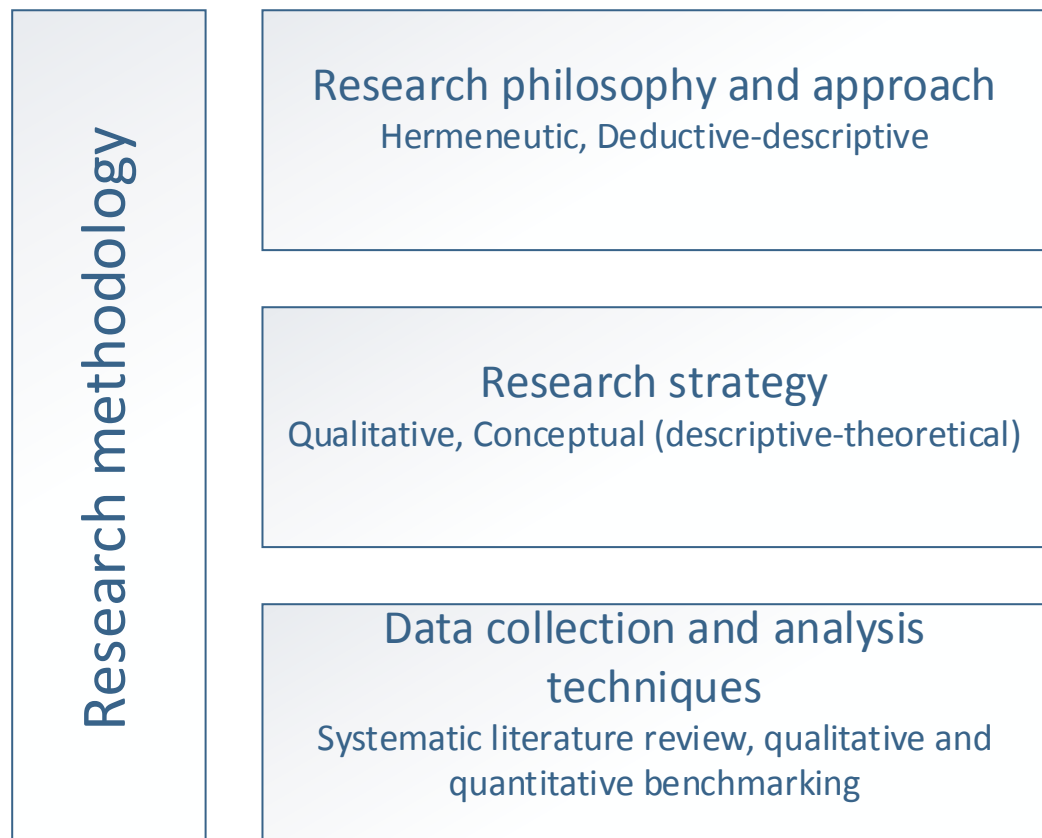 Research methodology
Research philosophy and approach
Hermeneutic, Deductive-descriptive
Research strategy
Qualitative, Conceptual (descriptive-theoretical)
Data collection and analysis
techniques
Systematic literature review, qualitative and
quantitative benchmarking